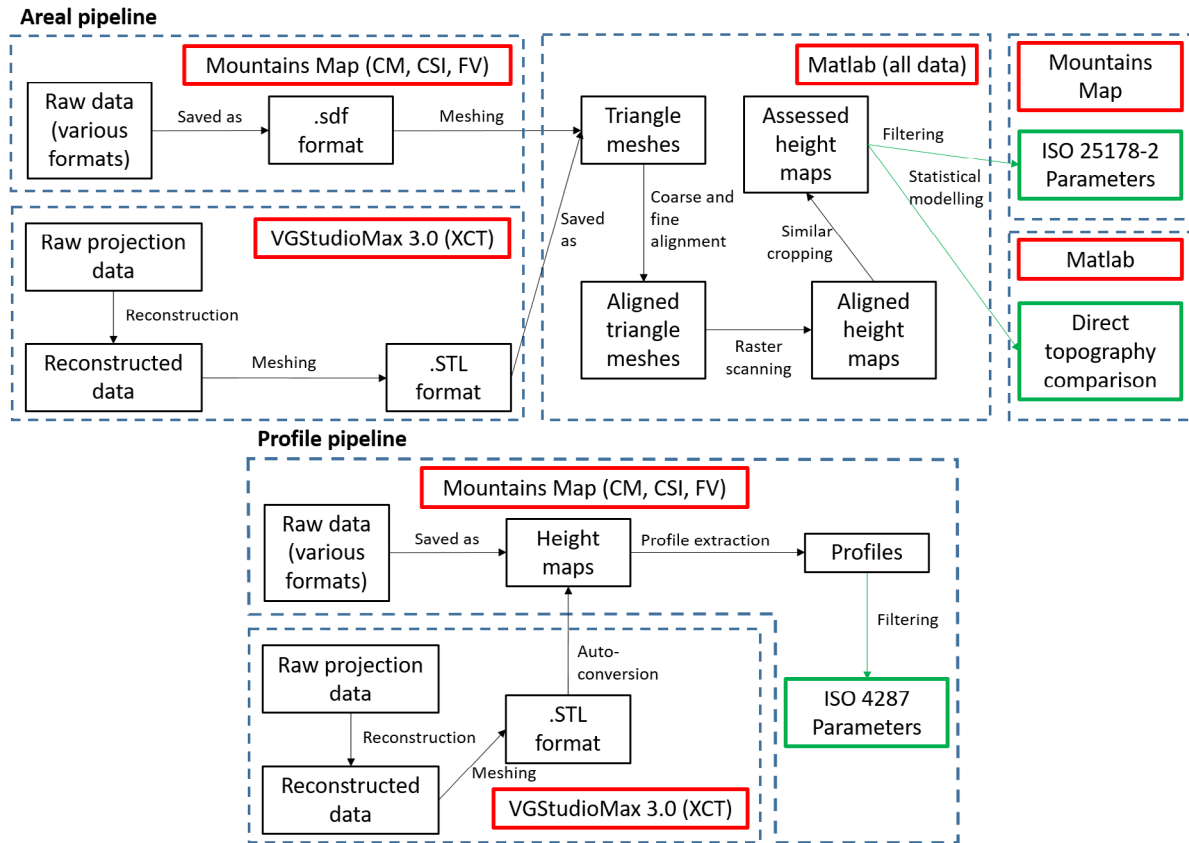 Areal pipeline
Mountains Map (CM, CSI, FV)
Raw data
(various
formats)
Saved as
.sdf
format
Meshing
VGStudioMax 3.0 (XCT)
Raw projection
data
Reconstruction
Reconstructed
data
Meshing
.STL
format
Saved
as
Matlab (all data)
Triangle
meshes
Coarse and
fine
alignment
Aligned
triangle
meshes
Raster
scanning
Aligned
height
maps
Similar
cropping
Assessed
height
maps
Filtering
Statistical
modelling
Mountains
Map
ISO 25178-2
Parameters
Matlab
Direct
topography
comparison
Profile pipeline
Mountains Map (CM, CSI, FV)
Raw data
(various
formats)
Saved as
Height
maps
Profile extraction
Profiles
Filtering
ISO 4287
Parameters
Raw projection
data
Reconstruction
Reconstructed
data
Meshing
.STL
format
Auto-
conversion
VGStudioMax 3.0 (XCT)